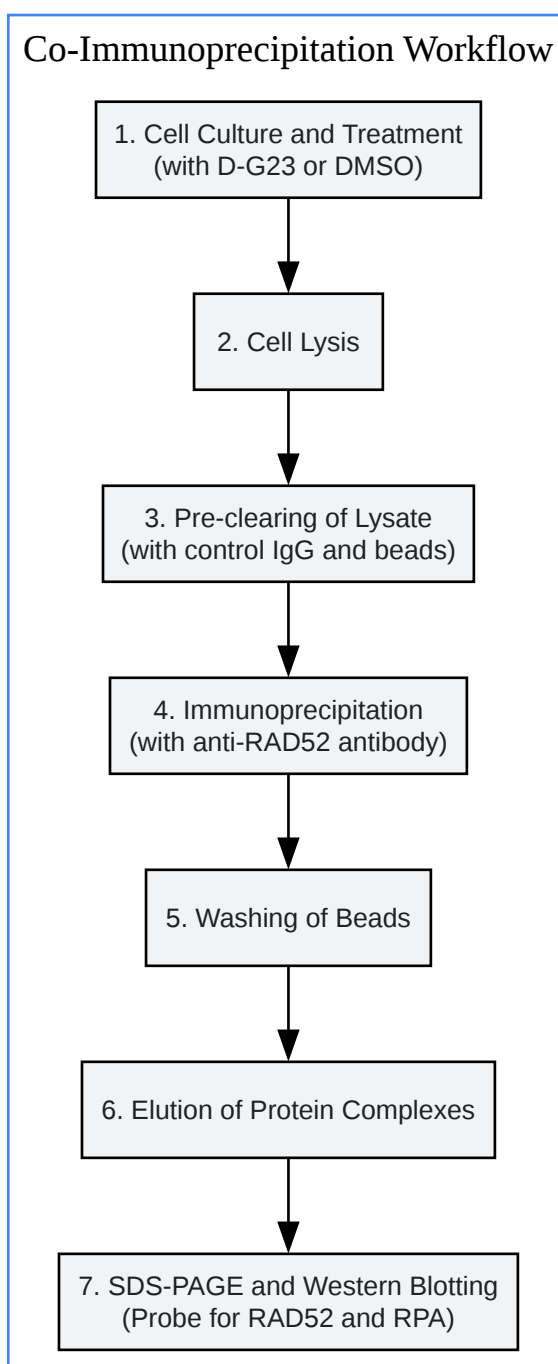 Co-Immunoprecipitation Workflow
1. Cell Culture and Treatment
(with D-G23 or DMSO)
2. Cell Lysis
3. Pre-clearing of Lysate
(with control IgG and beads)
4. Immunoprecipitation
(with anti-RAD52 antibody)
5. Washing of Beads
6. Elution of Protein Complexes
7. SDS-PAGE and Western Blotting
(Probe for RAD52 and RPA)